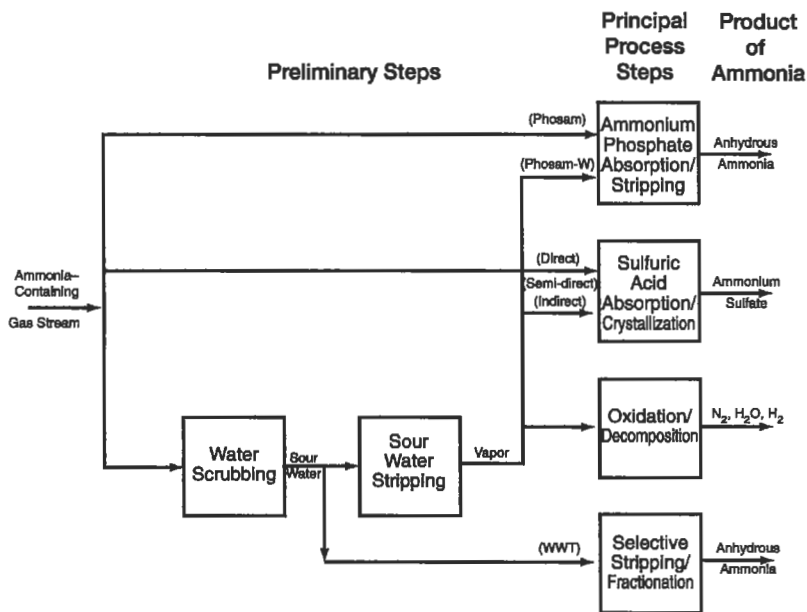 Preliminary Steps
Principal
Process
Steps
Product
of
Ammonia
(Phosam)
(Phosam-W)
Ammonium
Phosphate
Absorption/
Stripping
Anhydrous
Ammonia
Ammonia–
Containing
Gas Stream
(Direct)
(Semi-direct)
(Indirect)
Sulfuric
Acid
Absorption/
Crystallization
Ammonium
Sulfate
Water
Scrubbing
Sour
Water
Sour
Water
Stripping
Vapor
Oxidation/
Decomposition
N₂, H₂O, H₂
(WWT)
Selective
Stripping/
Fractionation
Anhydrous
Ammonia